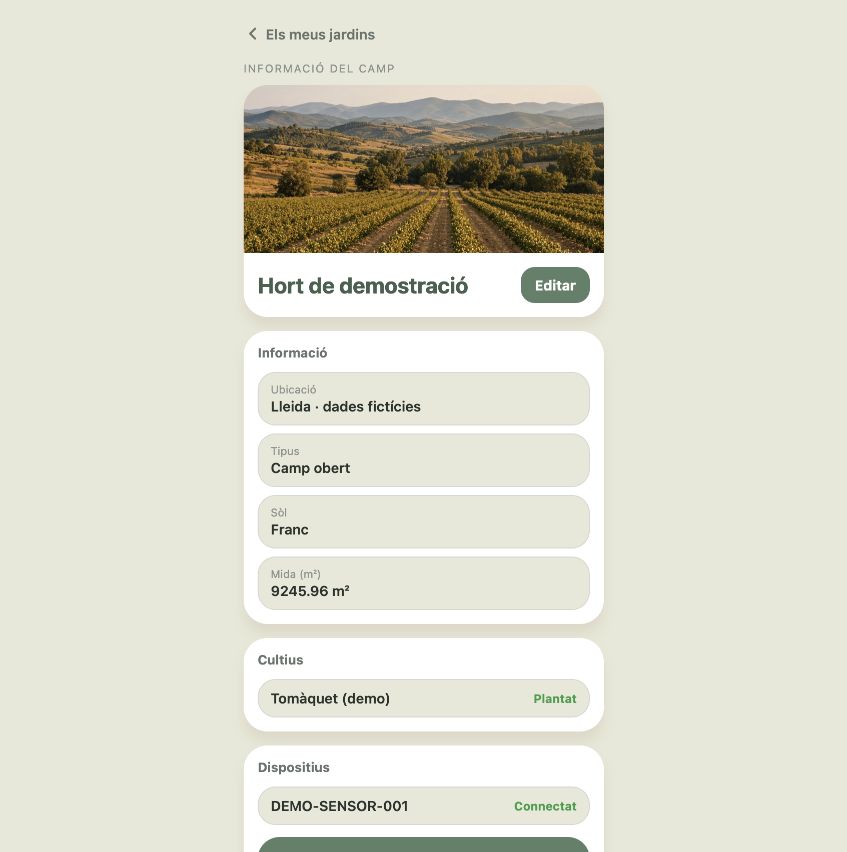 Els meus jardins
INFORMACIÓ DEL CAMP
Hort de demostració
Editar
Informació
Ubicació
Lleida · dades fictícies
Tipus
Camp obert
Sòl
Franc
Mida (m²)
9245.96 m²
Cultius
Tomàquet (demo)
Plantat
Dispositius
DEMO-SENSOR-001
Connectat